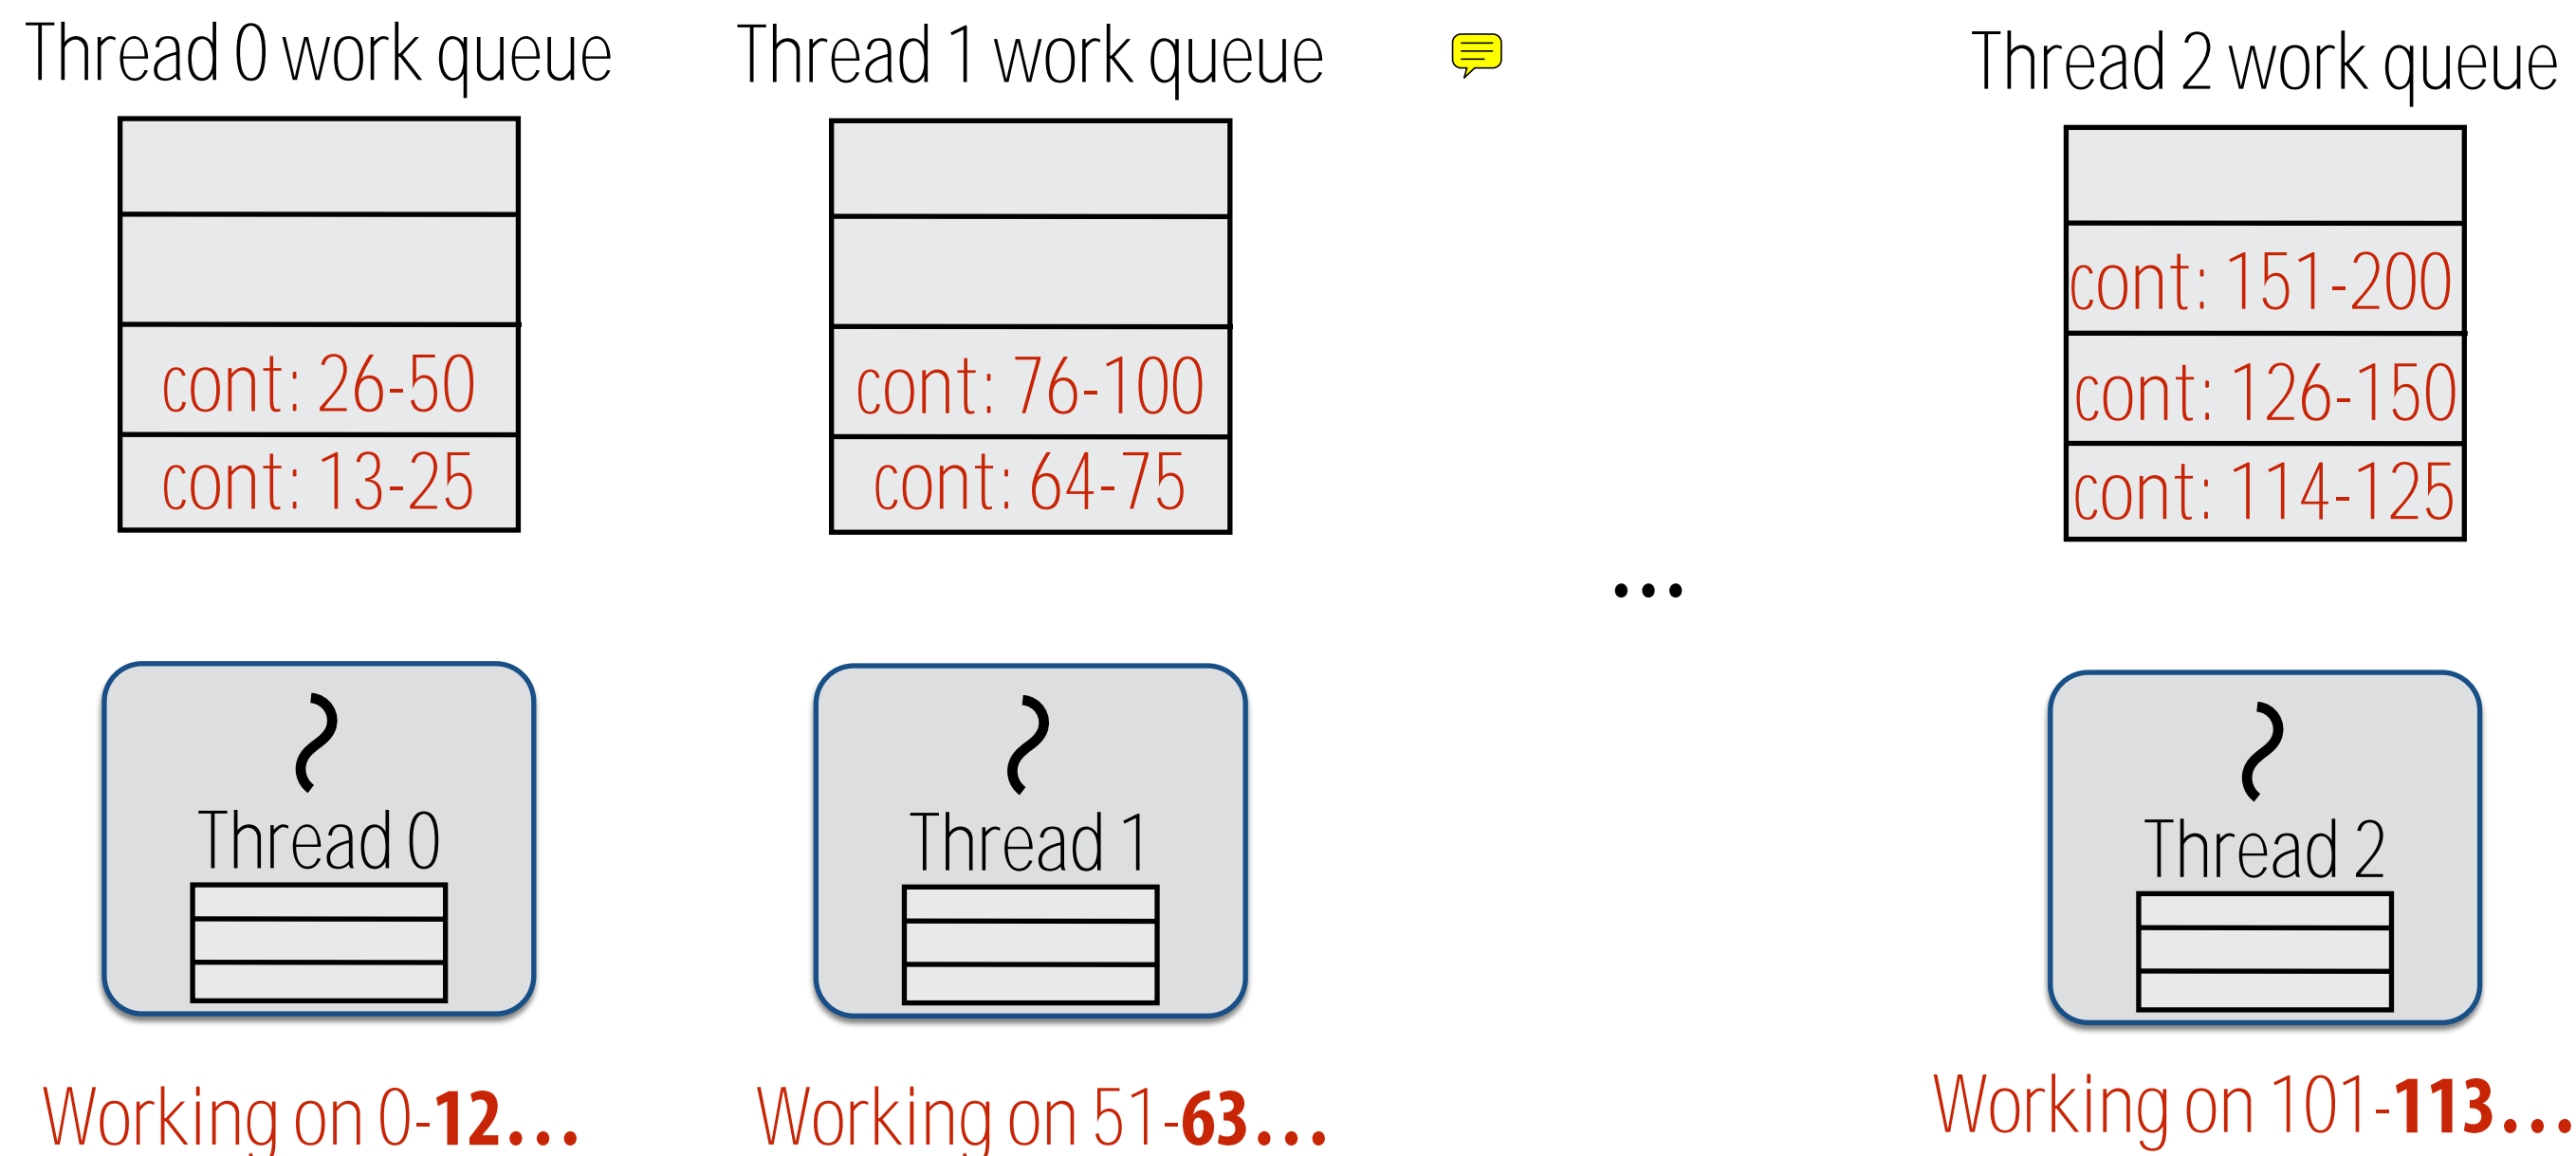 Thread 0 work queue
Thread 1 work queue
Thread 2 work queue
cont: 26-50
cont: 13-25
cont: 76-100
cont: 64-75
cont: 151-200
cont: 126-150
cont: 114-125
...
Thread 0
Thread 1
Thread 2
Working on 0-12...
Working on 51-63...
Working on 101-113...